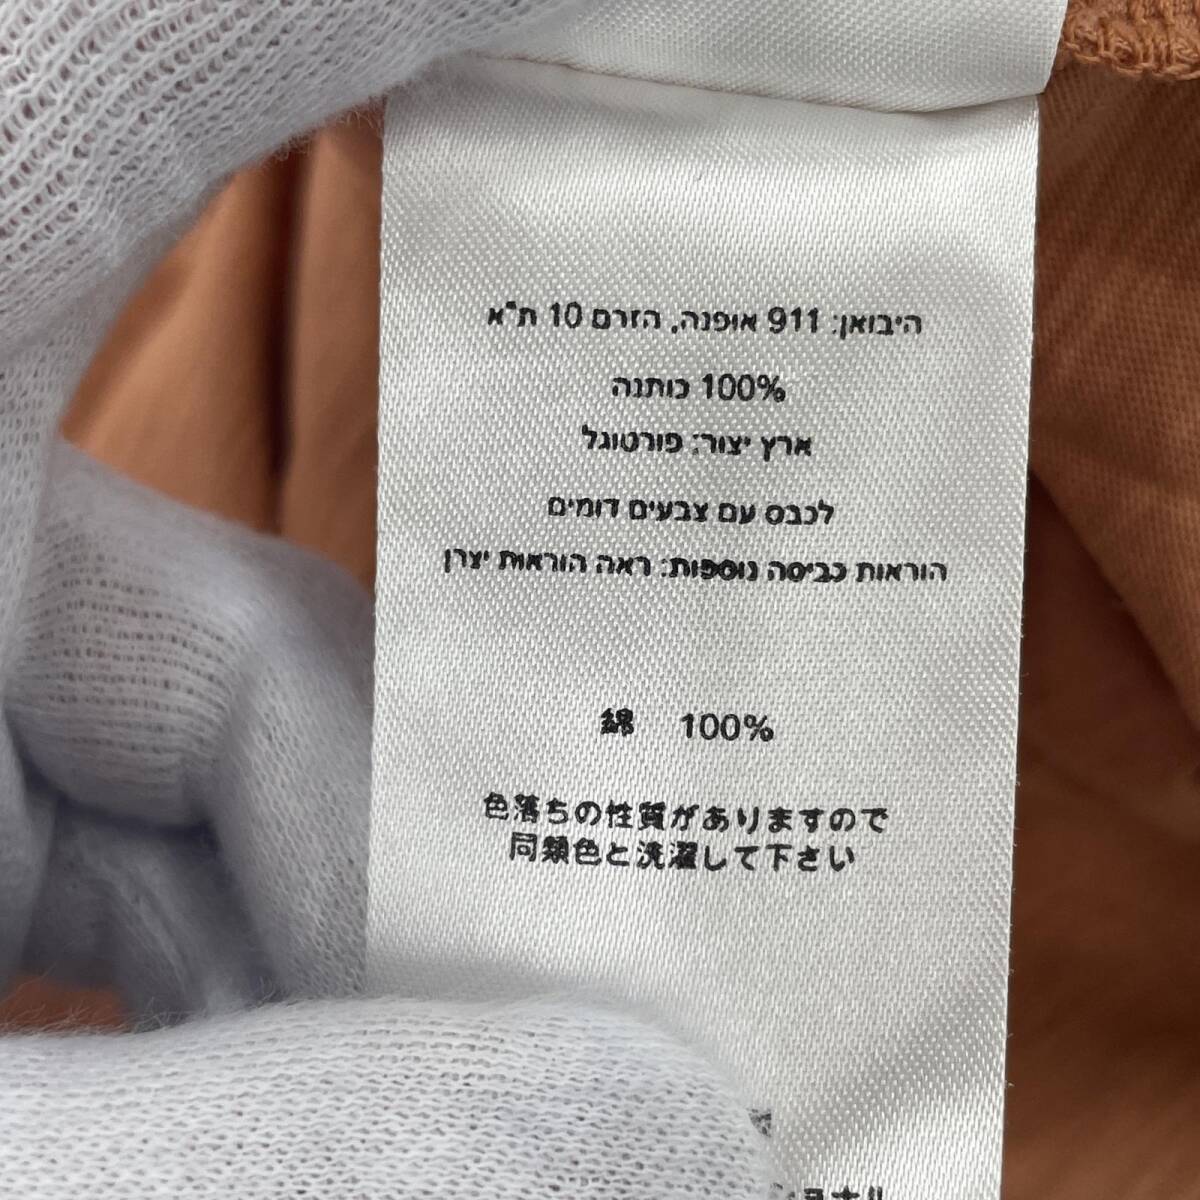 היבואן: 911 אופנה, הזרם 10 ת"א
100% כותנה
ארץ יצור: פורטוגל
לכבס עם צבעים דומים
הוראות כביסה נוספות: ראה הוראות יצרן
綿 100%
色落ちの性質がありますので
同類色と洗濯して下さい